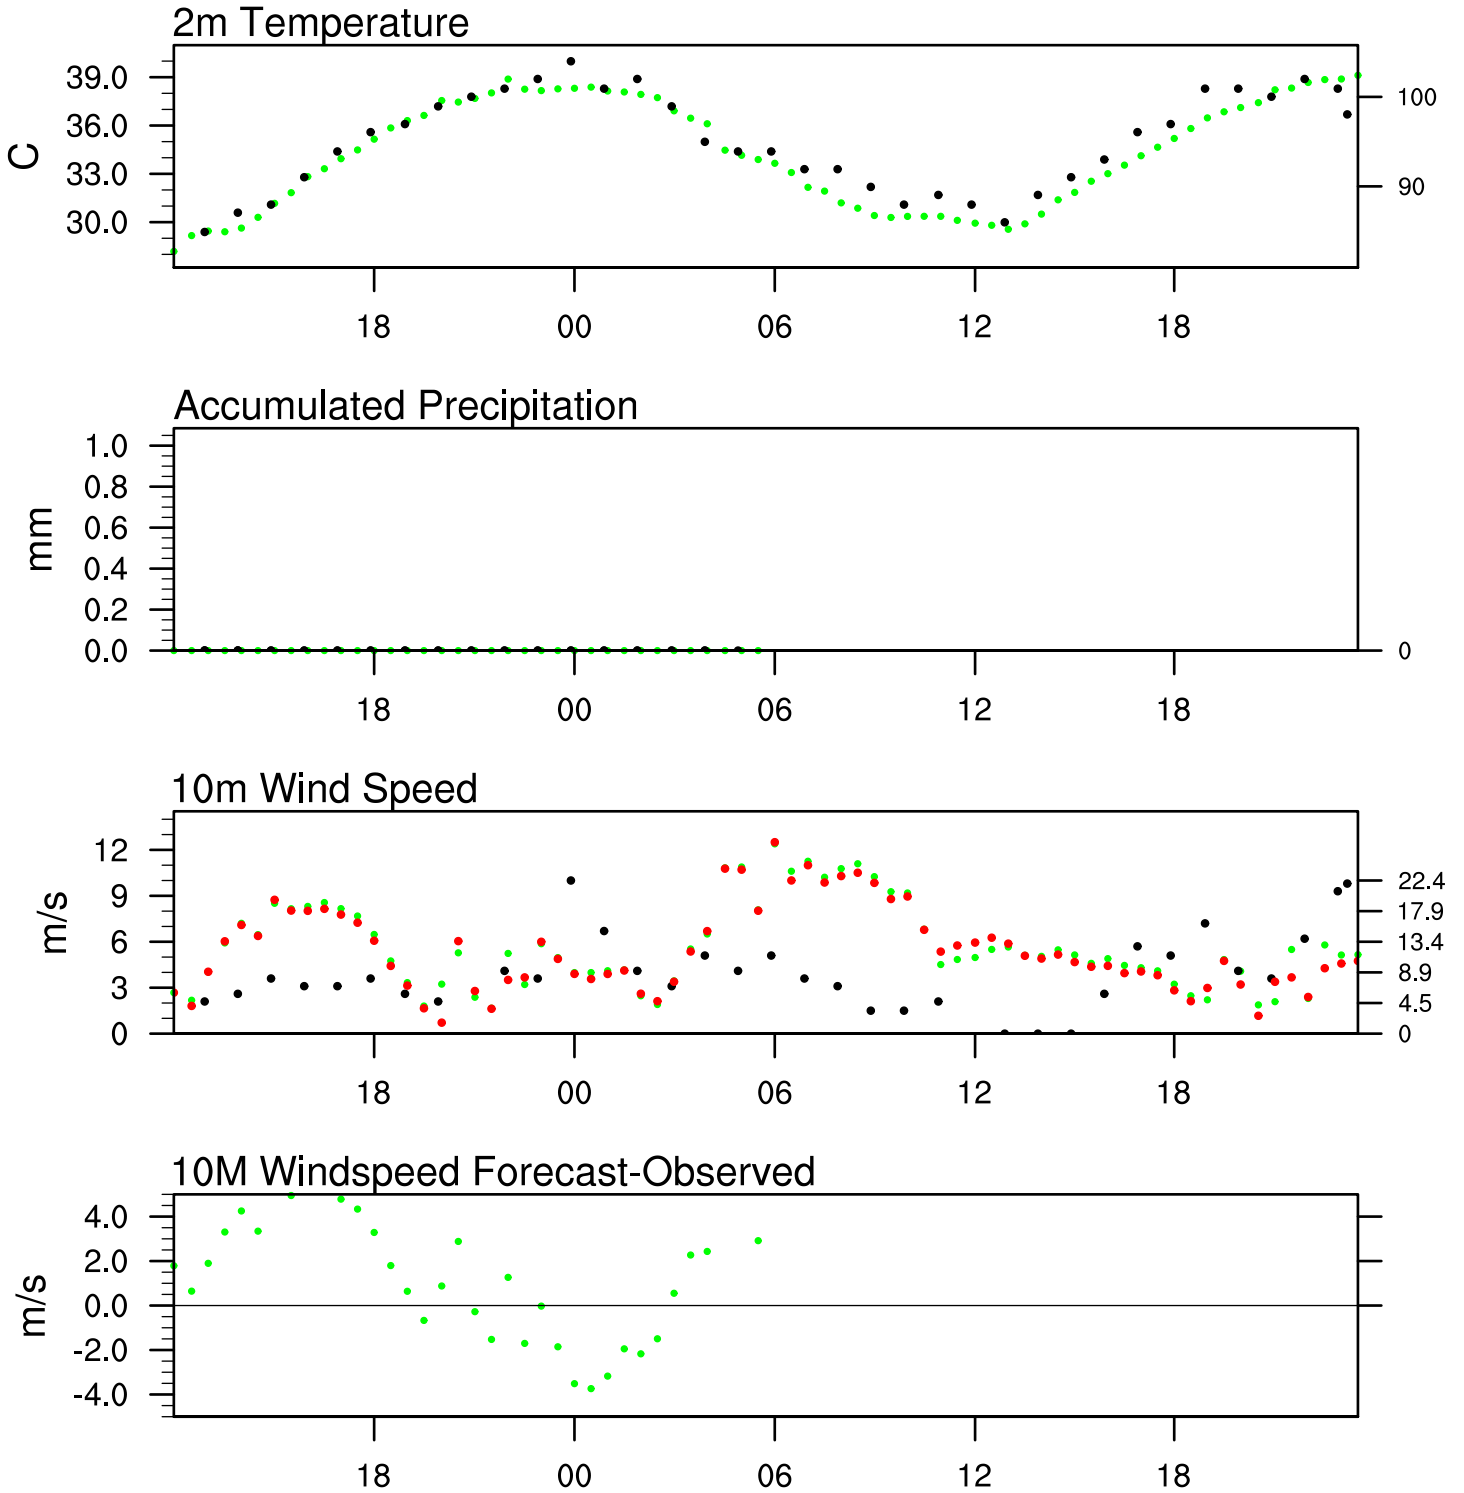 2m Temperature
39.0
36.0
33.0
30.0
C
100
90
18 00 06 12 18
Accumulated Precipitation
1.0
0.8
0.6
0.4
0.2
0.0
mm
0
18 00 06 12 18
10m Wind Speed
12
9
6
3
0
m/s
22.4
17.9
13.4
8.9
4.5
0
18 00 06 12 18
10M Windspeed Forecast-Observed
4.0
2.0
0.0
-2.0
-4.0
m/s
18 00 06 12 18